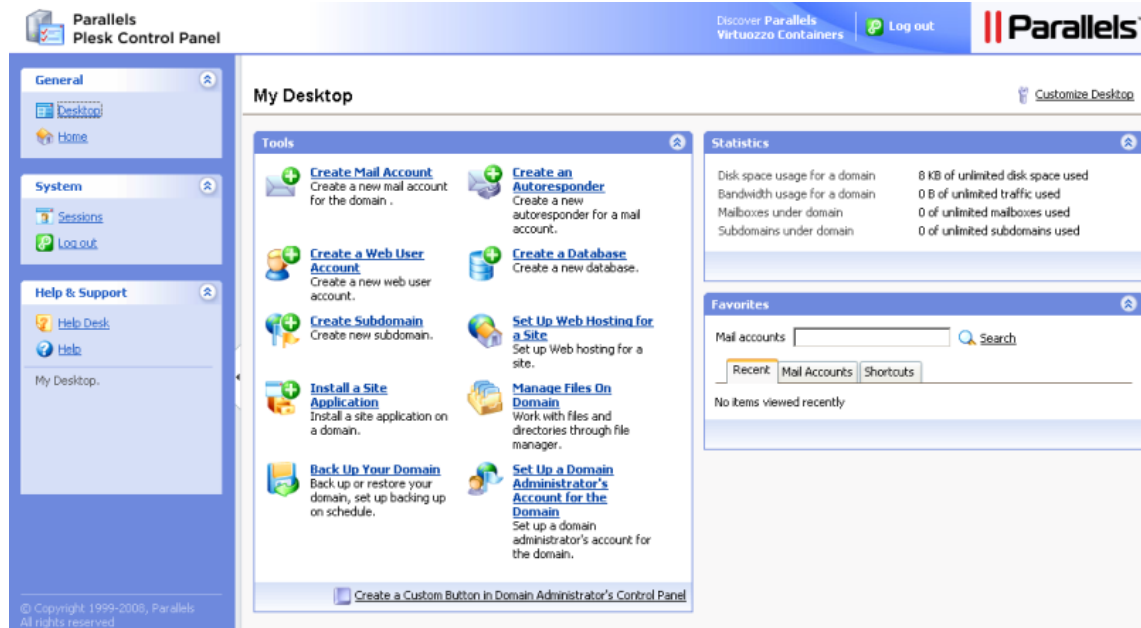 Parallels
Plesk Control Panel
Discover Parallels
Virtuozzo Containers
Log out
Parallels
General
Desktop
Home
System
Sessions
Log out
Help & Support
Help Desk
Help
My Desktop.
© Copyright 1999-2008, Parallels
All rights reserved
My Desktop
Customize Desktop
Tools
Create Mail Account
Create a new mail account
for the domain .
Create an
Autoresponder
Create a new
autoresponder for a mail
account.
Create a Web User
Account
Create a new web user
account.
Create a Database
Create a new database.
Create Subdomain
Create new subdomain.
Set Up Web Hosting for
a Site
Set up Web hosting for a
site.
Install a Site
Application
Install a site application on
a domain.
Manage Files On
Domain
Work with files and
directories through file
manager.
Back Up Your Domain
Back up or restore your
domain, set up backing up
on schedule.
Set Up a Domain
Administrator's
Account for the
Domain
Set up a domain
administrator's account for
the domain.
Create a Custom Button in Domain Administrator's Control Panel
Statistics
Disk space usage for a domain 8 KB of unlimited disk space used
Bandwidth usage for a domain 0 B of unlimited traffic used
Mailboxes under domain 0 of unlimited mailboxes used
Subdomains under domain 0 of unlimited subdomains used
Favorites
Mail accounts Search
Recent Mail Accounts Shortcuts
No items viewed recently